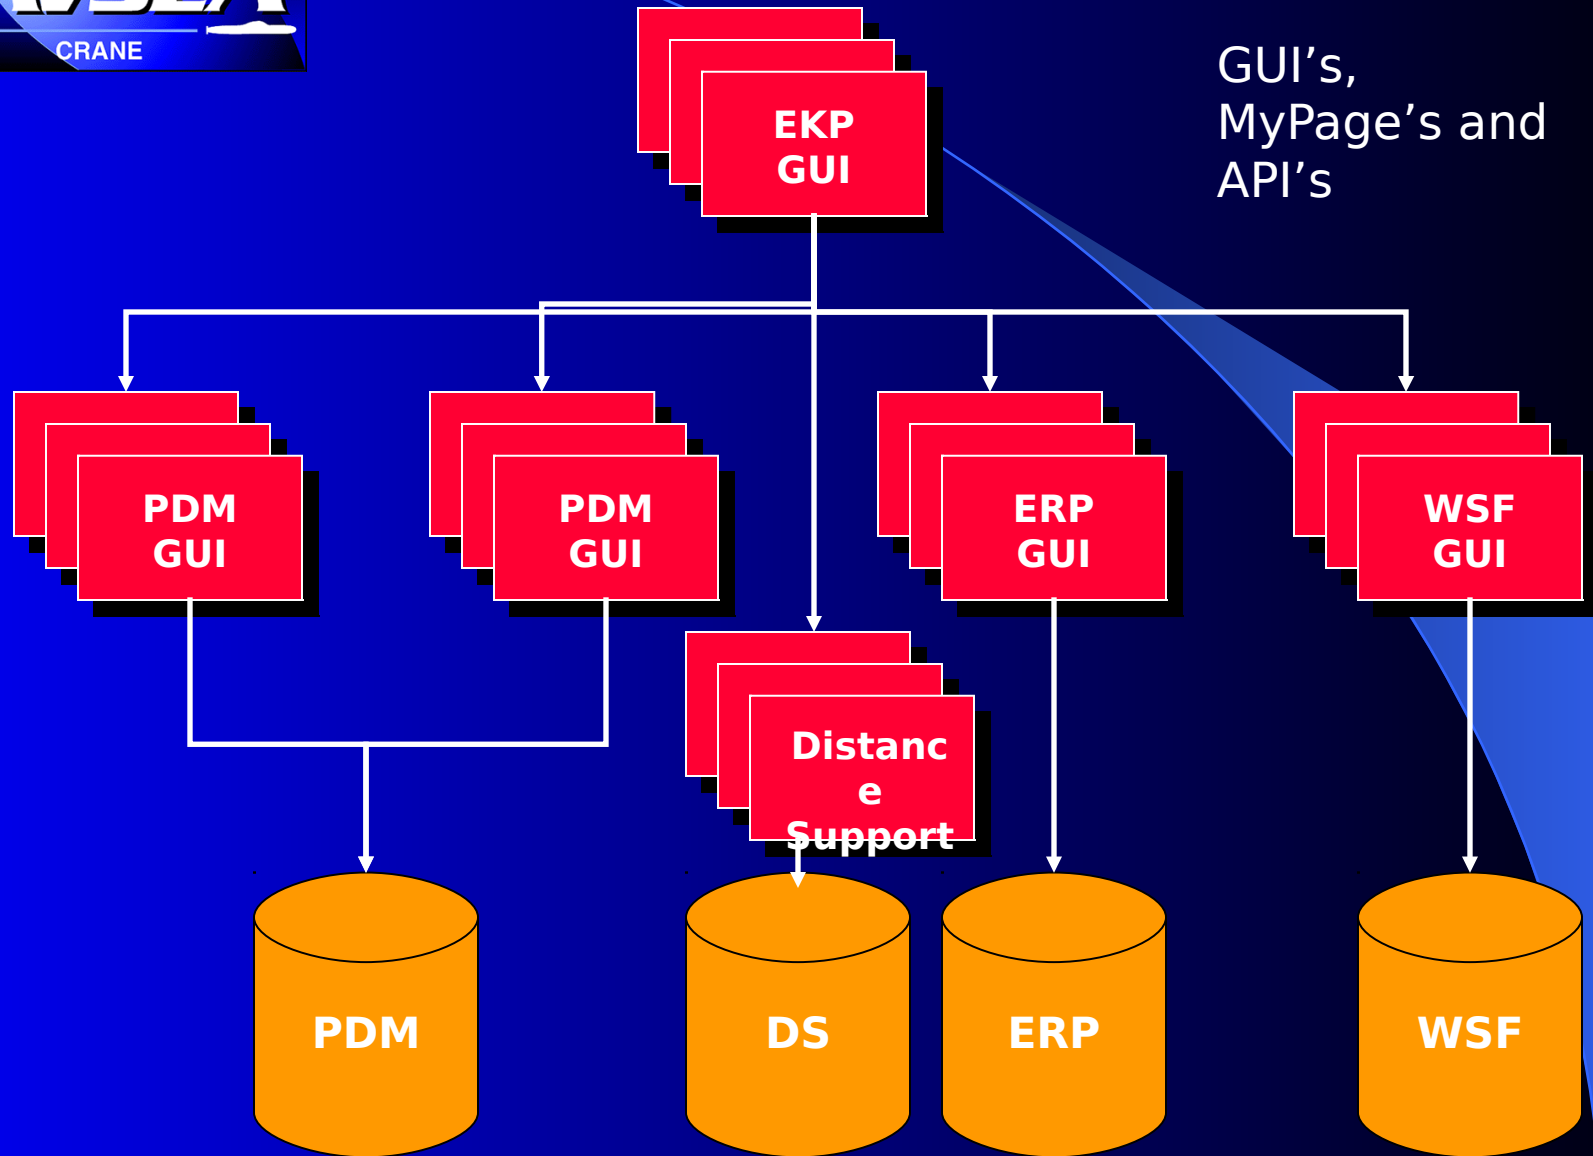 CRANE
GUI’s,
MyPage’s and
API’s
EKP
GUI
PDM
GUI
PDM
GUI
ERP
GUI
WSF
GUI
Distanc
e
Support
PDM
DS
ERP
WSF